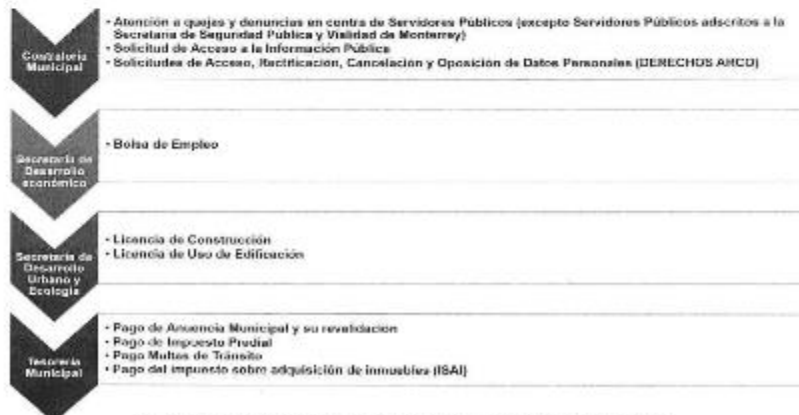 Contraloría
Municipal
• Atención a quejas y denuncias en contra de Servidores Públicos (excepto Servidores Públicos adscritos a la
Secretaría de Seguridad Pública y Vialidad de Monterrey)
• Solicitud de Acceso a la Información Pública
• Solicitudes de Acceso, Rectificación, Cancelación y Oposición de Datos Personales (DERECHOS ARCO)
Secretaría de
Desarrollo
económico
• Bolsa de Empleo
Secretaría de
Desarrollo
Urbano y
Ecología
• Licencia de Construcción
• Licencia de Uso de Edificación
Tesorería
Municipal
• Pago de Anuencia Municipal y su revalidación
• Pago de Impuesto Predial
• Pago Multas de Tránsito
• Pago del impuesto sobre adquisición de inmuebles (ISAI)